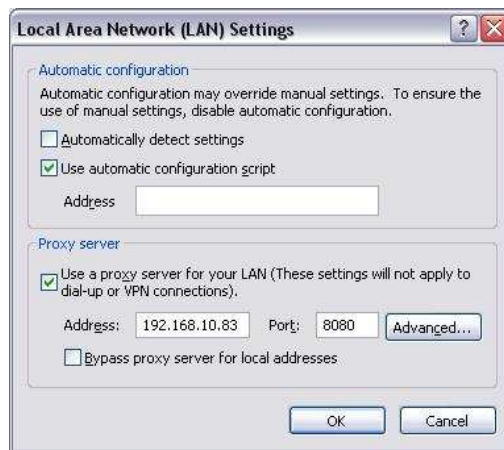 Local Area Network (LAN) Settings
Automatic configuration
Automatic configuration may override manual settings. To ensure the
use of manual settings, disable automatic configuration.
Automatically detect settings
Use automatic configuration script
Address
Proxy server
Use a proxy server for your LAN (These settings will not apply to
dial-up or VPN connections).
Address: 192.168.10.83 Port: 8080 Advanced...
Bypass proxy server for local addresses
OK Cancel